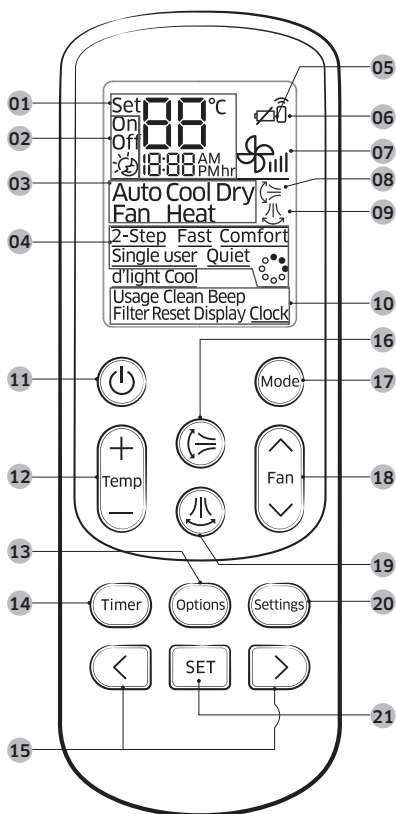 05
01
Set
88
°C
06
02
On
Off
07
18:88 AM
PMhr
03
Auto Cool Dry
08
Fan Heat
09
04
2-Step Fast Comfort
Single user Quiet
d'light Cool
Usage Clean Beep
10
Filter Reset Display Clock
16
11
Mode
17
+
12
Temp
Fan
18
–
13
19
14
Timer
Options
Settings
20
<
SET
>
15
21